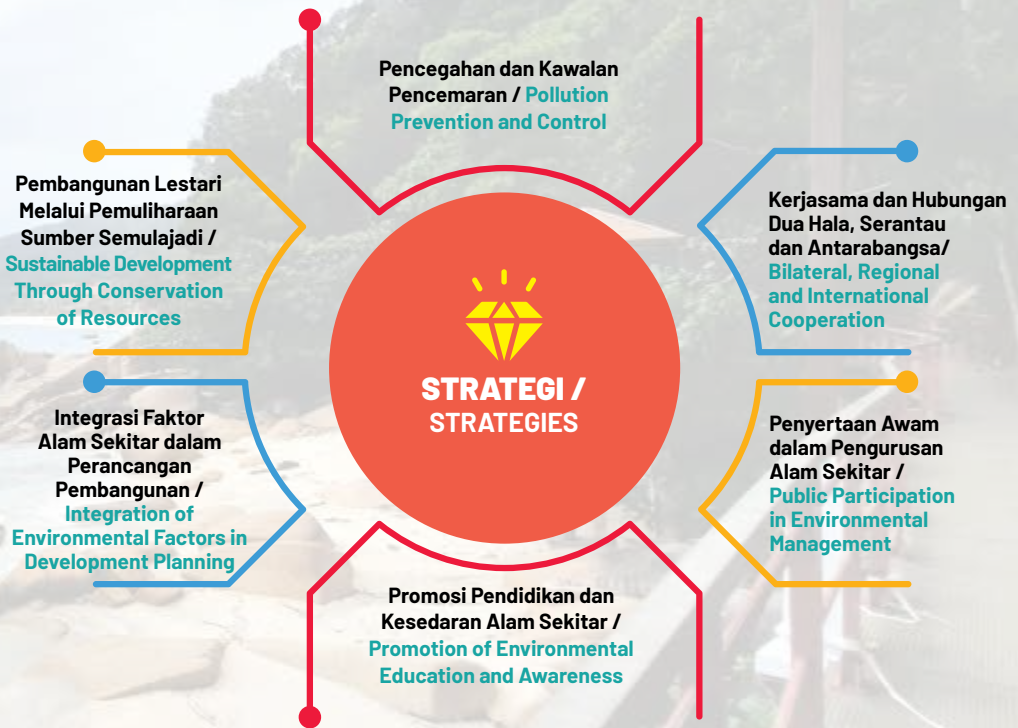 Pencegahan dan Kawalan
Pencemaran / Pollution
Prevention and Control
Pembangunan Lestari
Melalui Pemuliharaan
Sumber Semulajadi /
Sustainable Development
Through Conservation
of Resources
Kerjasama dan Hubungan
Dua Hala, Serantau
dan Antarabangsa/
Bilateral, Regional
and International
Cooperation
STRATEGI /
STRATEGIES
Integrasi Faktor
Alam Sekitar dalam
Perancangan
Pembangunan /
Integration of
Environmental Factors in
Development Planning
Penyertaan Awam
dalam Pengurusan
Alam Sekitar /
Public Participation
in Environmental
Management
Promosi Pendidikan dan
Kesedaran Alam Sekitar /
Promotion of Environmental
Education and Awareness